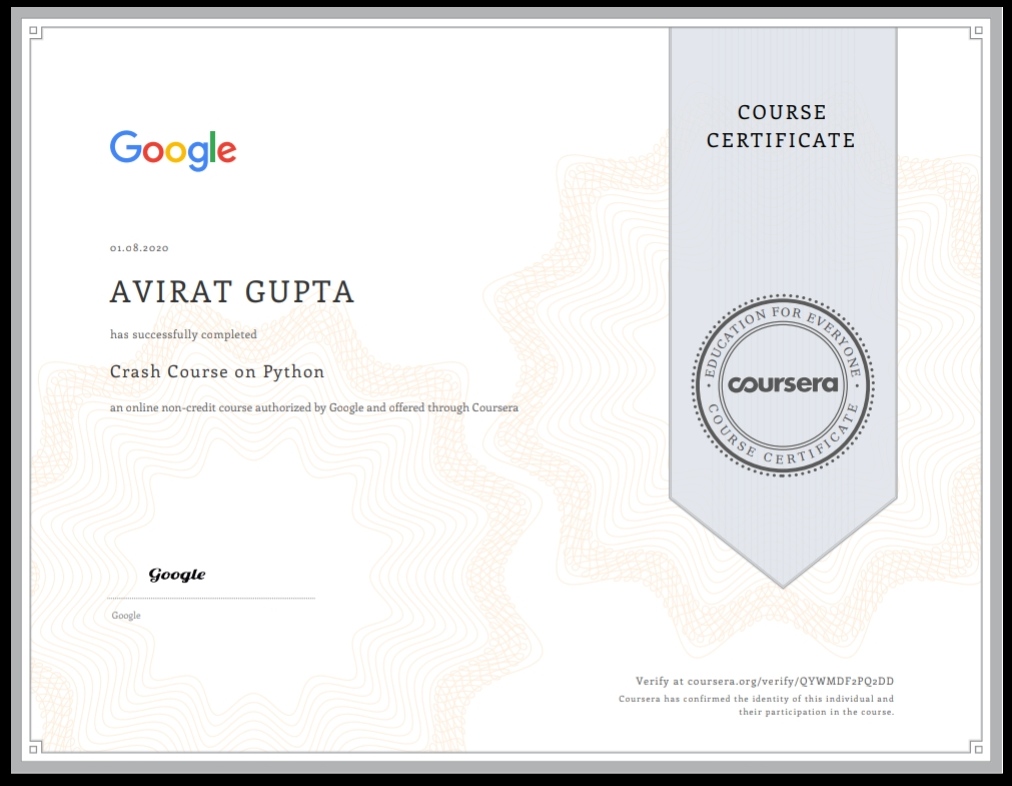 Google
01.08.2020
AVIRAT GUPTA
has successfully completed
Crash Course on Python
an online non-credit course authorized by Google and offered through Coursera
Google
Google
COURSE
CERTIFICATE
EDUCATION FOR EVERYONE
coursera
COURSE CERTIFICATE
Verify at coursera.org/verify/QYWMDF2PQ2DD
Coursera has confirmed the identity of this individual and
their participation in the course.